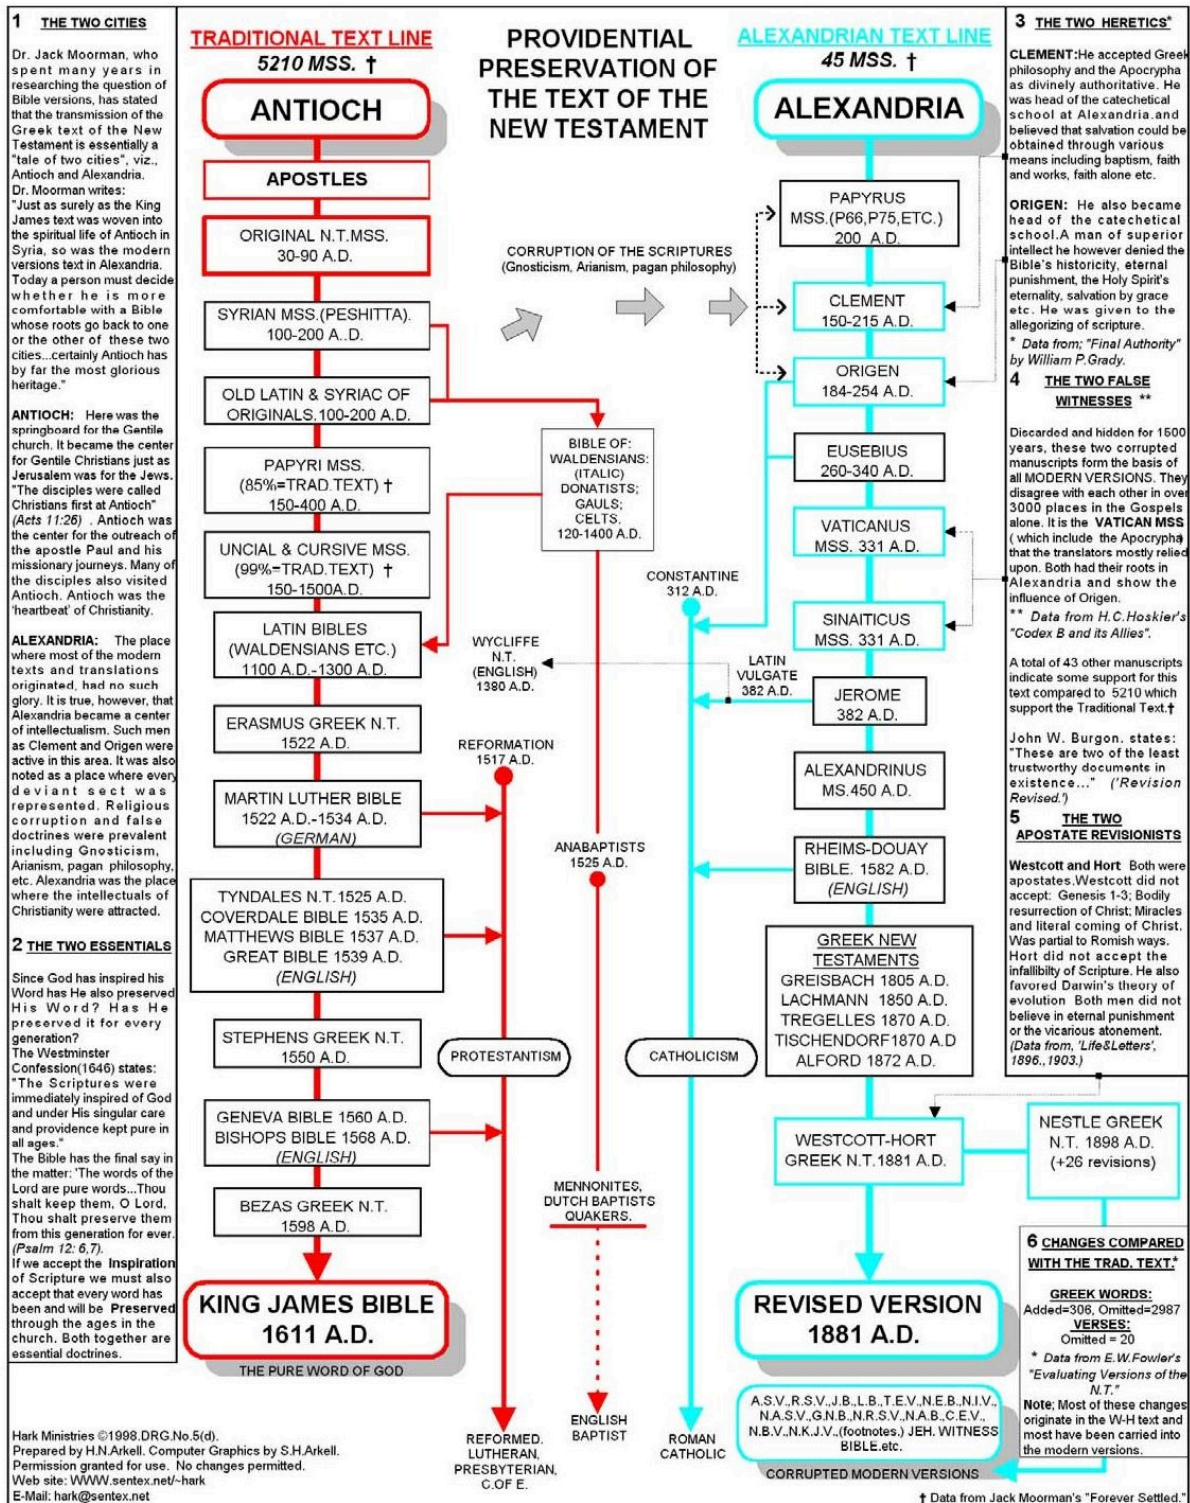 1 THE TWO CITIES
Dr. Jack Moorman, who
spent many years in
researching the question of
Bible versions, has stated
that the transmission of the
Greek text of the New
Testament is essentially a
"tale of two cities", viz.,
Antioch and Alexandria.
Dr. Moorman writes:
"Just as surely as the King
James text was woven into
the spiritual life of Antioch in
Syria, so was the modern
versions text in Alexandria.
Today a person must decide
whether he is more
comfortable with a Bible
whose roots go back to one
or the other of these two
cities...certainly Antioch has
by far the most glorious
heritage."
ANTIOCH: Here was the
springboard for the Gentile
church. It became the center
for Gentile Christians just as
Jerusalem was for the Jews.
"The disciples were called
Christians first at Antioch"
(Acts 11:26) . Antioch was
the center for the outreach of
the apostle Paul and his
missionary journeys. Many of
the disciples also visited
Antioch. Antioch was the
'heartbeat' of Christianity.
ALEXANDRIA: The place
where most of the modern
texts and translations
originated, had no such
glory. It is true, however, that
Alexandria became a center
of intellectualism. Such men
as Clement and Origen were
active in this area. It was also
noted as a place where every
deviant sect was
represented. Religious
corruption and false
doctrines were prevalent
including Gnosticism,
Arianism, pagan philosophy,
etc. Alexandria was the place
where the intellectuals of
Christianity were attracted.
2 THE TWO ESSENTIALS
Since God has inspired his
Word has He also preserved
His Word? Has He
preserved it for every
generation?
The Westminster
Confession(1646) states:
"The Scriptures were
immediately inspired of God
and under His singular care
and providence kept pure in
all ages."
The Bible has the final say in
the matter: 'The words of the
Lord are pure words...Thou
shalt keep them, O Lord,
Thou shalt preserve them
from this generation for ever.
(Psalm 12: 6,7).
If we accept the Inspiration
of Scripture we must also
accept that every word has
been and will be Preserved
through the ages in the
church. Both together are
essential doctrines.
Hark Ministries ©1998.DRG.No.5(d).
Prepared by H.N.Arkell. Computer Graphics by S.H.Arkell.
Permission granted for use. No changes permitted.
Web site: WWW.sentex.net/~hark
E-Mail: hark@sentex.net
TRADITIONAL TEXT LINE
5210 MSS. †
ANTIOCH
APOSTLES
ORIGINAL N.T.MSS.
30-90 A.D.
SYRIAN MSS.(PESHITTA).
100-200 A..D.
OLD LATIN & SYRIAC OF
ORIGINALS.100-200 A.D.
PAPYRI MSS.
(85%=TRAD.TEXT) †
150-400 A.D.
UNCIAL & CURSIVE MSS.
(99%=TRAD.TEXT) †
150-1500A.D.
LATIN BIBLES
(WALDENSIANS ETC.)
1100 A.D.-1300 A.D.
ERASMUS GREEK N.T.
1522 A.D.
MARTIN LUTHER BIBLE
1522 A.D.-1534 A.D.
(GERMAN)
TYNDALES N.T.1525 A.D.
COVERDALE BIBLE 1535 A.D.
MATTHEWS BIBLE 1537 A.D.
GREAT BIBLE 1539 A.D.
(ENGLISH)
STEPHENS GREEK N.T.
1550 A.D.
GENEVA BIBLE 1560 A.D.
BISHOPS BIBLE 1568 A.D.
(ENGLISH)
BEZAS GREEK N.T.
1598 A.D.
KING JAMES BIBLE
1611 A.D.
THE PURE WORD OF GOD
PROVIDENTIAL
PRESERVATION OF
THE TEXT OF THE
NEW TESTAMENT
CORRUPTION OF THE SCRIPTURES
(Gnosticism, Arianism, pagan philosophy)
BIBLE OF:
WALDENSIANS:
(ITALIC)
DONATISTS;
GAULS;
CELTS,
120-1400 A.D.
CONSTANTINE
312 A.D.
WYCLIFFE
N.T.
(ENGLISH)
1380 A.D.
LATIN
VULGATE
382 A.D.
REFORMATION
1517 A.D.
ANABAPTISTS
1525 A.D.
PROTESTANTISM
CATHOLICISM
MENNONITES,
DUTCH BAPTISTS
QUAKERS.
REFORMED.
LUTHERAN,
PRESBYTERIAN,
C.OF E.
ENGLISH
BAPTIST
ROMAN
CATHOLIC
ALEXANDRIAN TEXT LINE
45 MSS. †
ALEXANDRIA
PAPYRUS
MSS.(P66,P75,ETC.)
200 A.D.
CLEMENT
150-215 A.D.
ORIGEN
184-254 A.D.
EUSEBIUS
260-340 A.D.
VATICANUS
MSS. 331 A.D.
SINAITICUS
MSS. 331 A.D.
JEROME
382 A.D.
ALEXANDRINUS
MS.450 A.D.
RHEIMS-DOUAY
BIBLE. 1582 A.D.
(ENGLISH)
GREEK NEW
TESTAMENTS
GREISBACH 1805 A.D.
LACHMANN 1850 A.D.
TREGELLES 1870 A.D.
TISCHENDORF1870 A.D
ALFORD 1872 A.D.
WESTCOTT-HORT
GREEK N.T.1881 A.D.
NESTLE GREEK
N.T. 1898 A.D.
(+26 revisions)
REVISED VERSION
1881 A.D.
A.S.V.,R.S.V.,J.B.,L.B.,T.E.V.,N.E.B.,N.I.V.,
N.A.S.V.,G.N.B.,N.R.S.V.,N.A.B.,C.E.V.,
N.B.V.,N.K.J.V.,(footnotes.) JEH. WITNESS
BIBLE.etc.
CORRUPTED MODERN VERSIONS
3 THE TWO HERETICS*
CLEMENT:He accepted Greek
philosophy and the Apocrypha
as divinely authoritative. He
was head of the catechetical
school at Alexandria.and
believed that salvation could be
obtained through various
means including baptism, faith
and works, faith alone etc.
ORIGEN: He also became
head of the catechetical
school.A man of superior
intellect he however denied the
Bible's historicity, eternal
punishment, the Holy Spirit's
eternality, salvation by grace
etc. He was given to the
allegorizing of scripture.
* Data from; "Final Authority"
by William P.Grady.
4 THE TWO FALSE
WITNESSES **
Discarded and hidden for 1500
years, these two corrupted
manuscripts form the basis of
all MODERN VERSIONS. They
disagree with each other in over
3000 places in the Gospels
alone. It is the VATICAN MSS
( which include the Apocrypha)
that the translators mostly relied
upon. Both had their roots in
Alexandria and show the
influence of Origen.
** Data from H.C.Hoskier's
"Codex B and its Allies".
A total of 43 other manuscripts
indicate some support for this
text compared to 5210 which
support the Traditional Text.†
John W. Burgon. states:
"These are two of the least
trustworthy documents in
existence..." ('Revision
Revised.')
5 THE TWO
APOSTATE REVISIONISTS
Westcott and Hort Both were
apostates.Westcott did not
accept: Genesis 1-3; Bodily
resurrection of Christ; Miracles
and literal coming of Christ.
Was partial to Romish ways.
Hort did not accept the
infallibilty of Scripture. He also
favored Darwin's theory of
evolution Both men did not
believe in eternal punishment
or the vicarious atonement.
(Data from, 'Life&Letters',
1896.,1903.)
6 CHANGES COMPARED
WITH THE TRAD. TEXT.*
GREEK WORDS:
Added=306, Omitted=2987
VERSES:
Omitted = 20
* Data from E.W.Fowler's
"Evaluating Versions of the
N.T."
Note; Most of these changes
originate in the W-H text and
most have been carried into
the modern versions.
† Data from Jack Moorman's "Forever Settled."